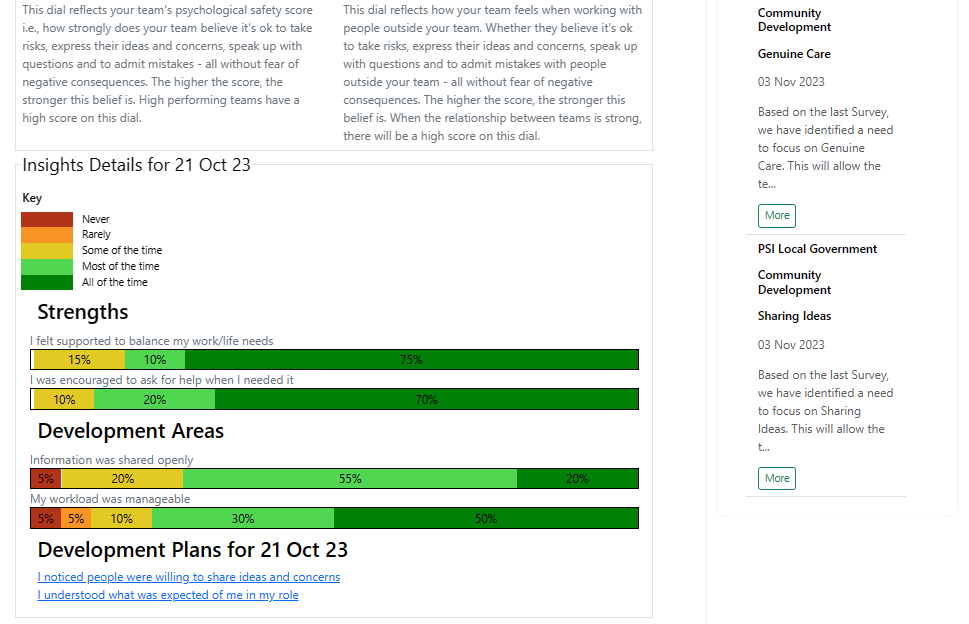 This dial reflects your team's psychological safety score
i.e., how strongly does your team believe it's ok to take
risks, express their ideas and concerns, speak up with
questions and to admit mistakes - all without fear of
negative consequences. The higher the score, the
stronger this belief is. High performing teams have a
high score on this dial.
This dial reflects how your team feels when working with
people outside your team. Whether they believe it's ok
to take risks, express their ideas and concerns, speak up
with questions and to admit mistakes with people
outside your team - all without fear of negative
consequences. The higher the score, the stronger this
belief is. When the relationship between teams is strong,
there will be a high score on this dial.
Insights Details for 21 Oct 23
Key
Never
Rarely
Some of the time
Most of the time
All of the time
Strengths
I felt supported to balance my work/life needs
15% 10% 75%
I was encouraged to ask for help when I needed it
10% 20% 70%
Development Areas
Information was shared openly
5% 20% 55% 20%
My workload was manageable
5% 5% 10% 30% 50%
Development Plans for 21 Oct 23
I noticed people were willing to share ideas and concerns
I understood what was expected of me in my role
Community
Development
Genuine Care
03 Nov 2023
Based on the last Survey,
we have identified a need
to focus on Genuine
Care. This will allow the
te...
More
PSI Local Government
Community
Development
Sharing Ideas
03 Nov 2023
Based on the last Survey,
we have identified a need
to focus on Sharing
Ideas. This will allow the
t...
More